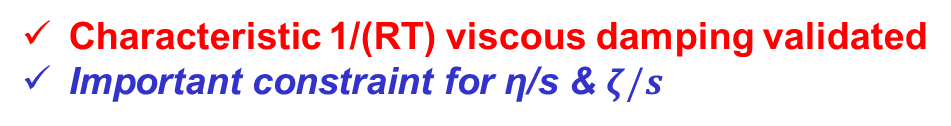 ✓ Characteristic 1/(RT) viscous damping validated
✓ Important constraint for η/s & ζ/s